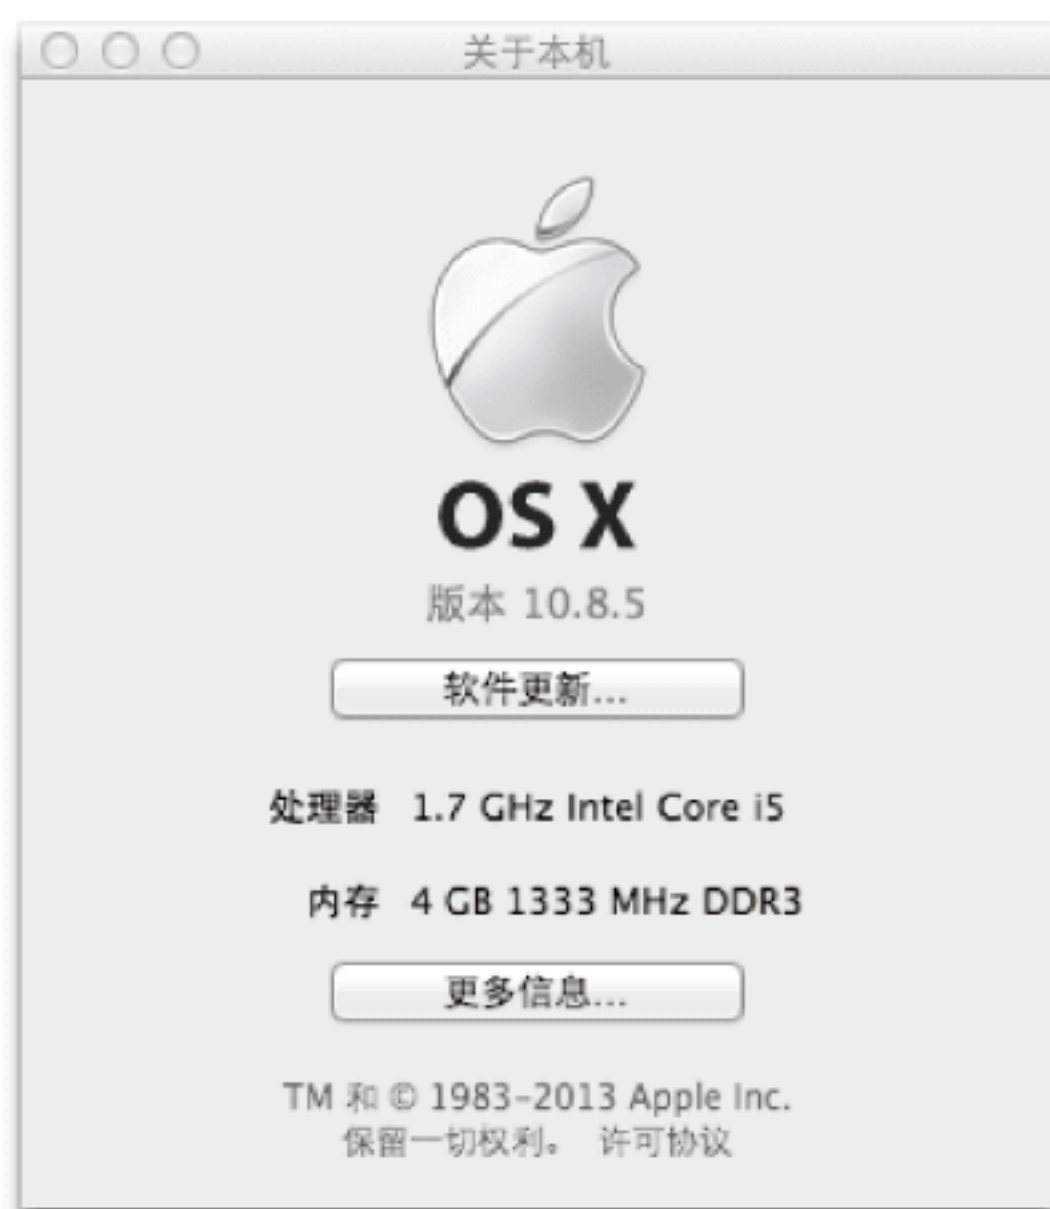 关于本机
OS X
版本 10.8.5
软件更新...
处理器 1.7 GHz Intel Core i5
内存 4 GB 1333 MHz DDR3
更多信息...
TM 和 © 1983-2013 Apple Inc.
保留一切权利。 许可协议